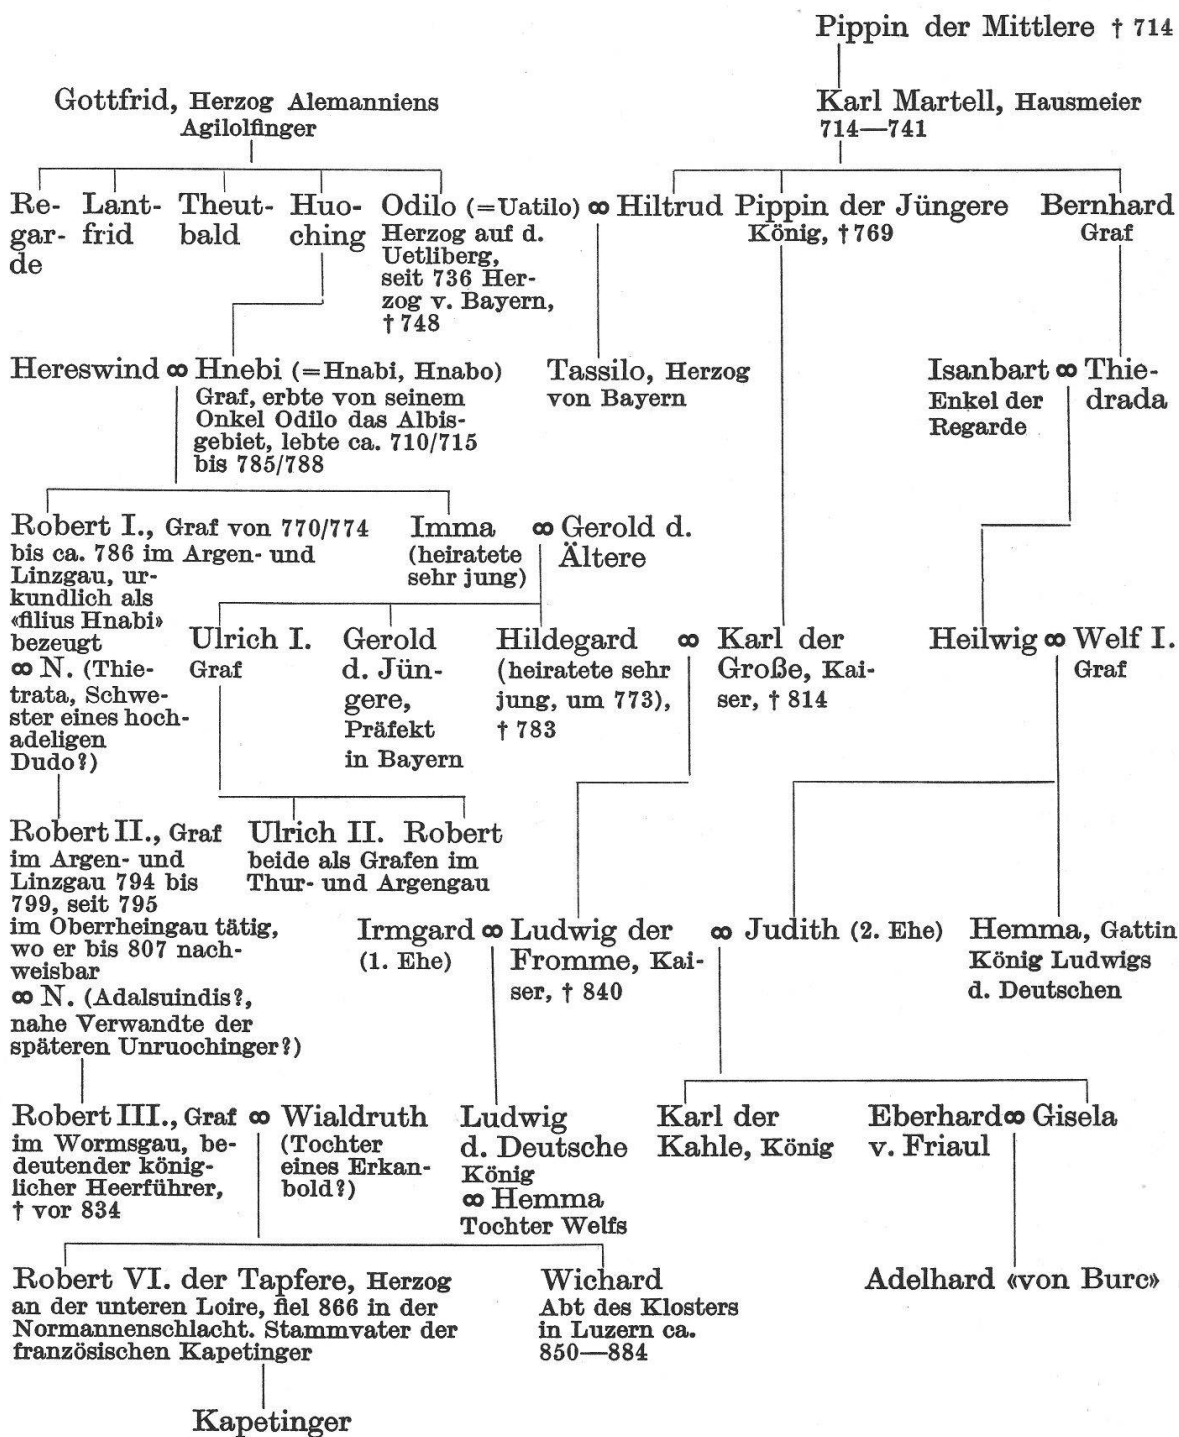 Pippin der Mittlere † 714
Gottfrid, Herzog Alemanniens
Agilolfinger
Karl Martell, Hausmeier
714—741
Re-
gar-
de
Lant-
frid
Theut-
bald
Huo-
ching
Odilo (=Uatilo) ∞ Hiltrud
Herzog auf d.
Uetliberg,
seit 736 Her-
zog v. Bayern,
† 748
Pippin der Jüngere
König, † 769
Bernhard
Graf
Hereswind ∞ Hnebi (=Hnabi, Hnabo)
Graf, erbte von seinem
Onkel Odilo das Albis-
gebiet, lebte ca. 710/715
bis 785/788
Tassilo, Herzog
von Bayern
Isanbart ∞ Thie-
drada
Enkel der
Regarde
Robert I., Graf von 770/774
bis ca. 786 im Argen- und
Linzgau, ur-
kundlich als
«filius Hnabi»
bezeugt
∞ N. (Thie-
trata, Schwe-
ster eines hoch-
adeligen
Dudo?)
Imma
(heiratete
sehr jung)
∞ Gerold d.
Ältere
Ulrich I.
Graf
Gerold
d. Jün-
gere,
Präfekt
in Bayern
Hildegard
(heiratete sehr
jung, um 773),
† 783
∞ Karl der
Große, Kai-
ser, † 814
Heilwig ∞ Welf I.
Graf
Robert II., Graf
im Argen- und
Linzgau 794 bis
799, seit 795
im Oberrheingau tätig,
wo er bis 807 nach-
weisbar
∞ N. (Adalsuindis?,
nahe Verwandte der
späteren Unruochinger?)
Ulrich II. Robert
beide als Grafen im
Thur- und Argengau
Irmgard ∞ Ludwig der
(1. Ehe)
Fromme, Kai-
ser, † 840
∞ Judith (2. Ehe)
Hemma, Gattin
König Ludwigs
d. Deutschen
Robert III., Graf ∞ Wialdruth
im Wormsgau, be-
deutender könig-
licher Heerführer,
† vor 834
(Tochter
eines Erkan-
bold?)
Ludwig
d. Deutsche
König
∞ Hemma
Tochter Welfs
Karl der
Kahle, König
Eberhard ∞ Gisela
v. Friaul
Robert VI. der Tapfere, Herzog
an der unteren Loire, fiel 866 in der
Normannenschlacht. Stammvater der
französischen Kapetinger
Wichard
Abt des Klosters
in Luzern ca.
850—884
Adelhard «von Burc»
Kapetinger